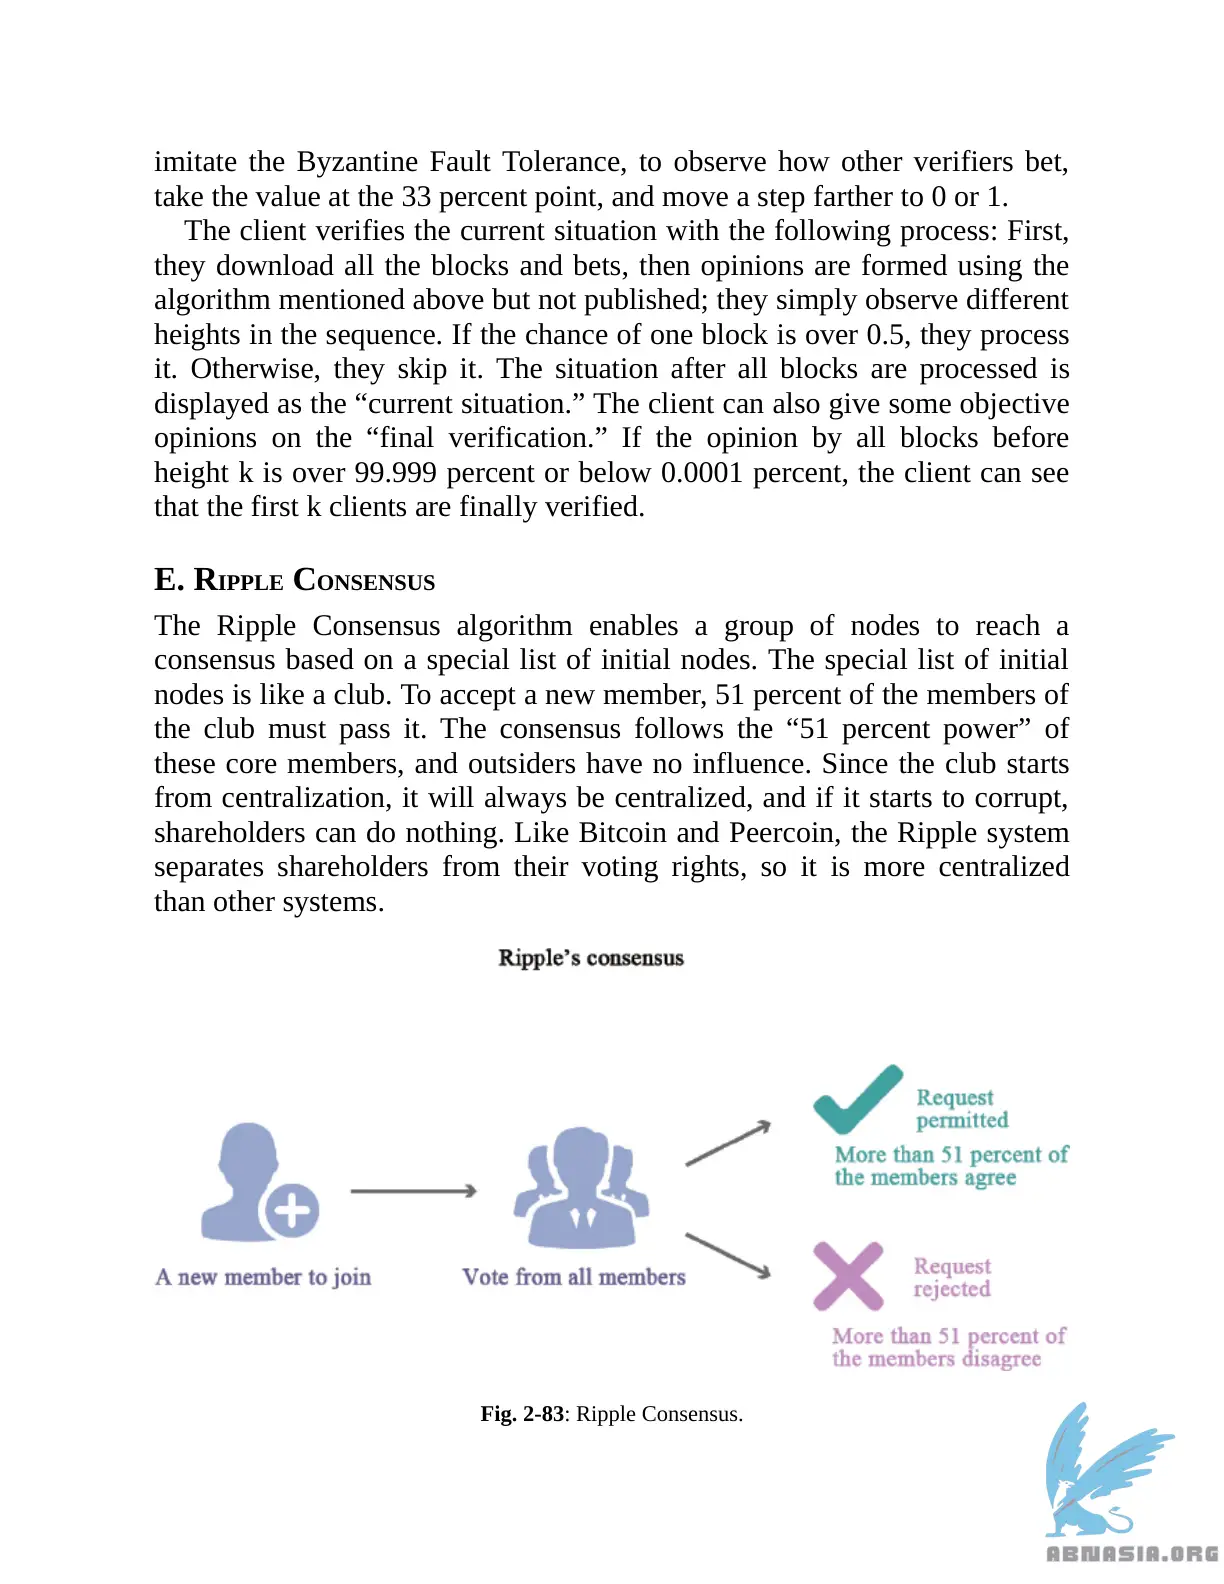 imitate the Byzantine Fault Tolerance, to observe how other verifiers bet,
take the value at the 33 percent point, and move a step farther to 0 or 1.
The client verifies the current situation with the following process: First,
they download all the blocks and bets, then opinions are formed using the
algorithm mentioned above but not published; they simply observe different
heights in the sequence. If the chance of one block is over 0.5, they process
it. Otherwise, they skip it. The situation after all blocks are processed is
displayed as the “current situation.” The client can also give some objective
opinions on the “final verification.” If the opinion by all blocks before
height k is over 99.999 percent or below 0.0001 percent, the client can see
that the first k clients are finally verified.
E. RIPPLE CONSENSUS
The Ripple Consensus algorithm enables a group of nodes to reach a
consensus based on a special list of initial nodes. The special list of initial
nodes is like a club. To accept a new member, 51 percent of the members of
the club must pass it. The consensus follows the “51 percent power” of
these core members, and outsiders have no influence. Since the club starts
from centralization, it will always be centralized, and if it starts to corrupt,
shareholders can do nothing. Like Bitcoin and Peercoin, the Ripple system
separates shareholders from their voting rights, so it is more centralized
than other systems.
Ripple’s consensus
A new member to join
Vote from all members
Request
permitted
More than 51 percent of
the members agree
Request
rejected
More than 51 percent of
the members disagree
Fig. 2-83: Ripple Consensus.
ABNASIA.ORG